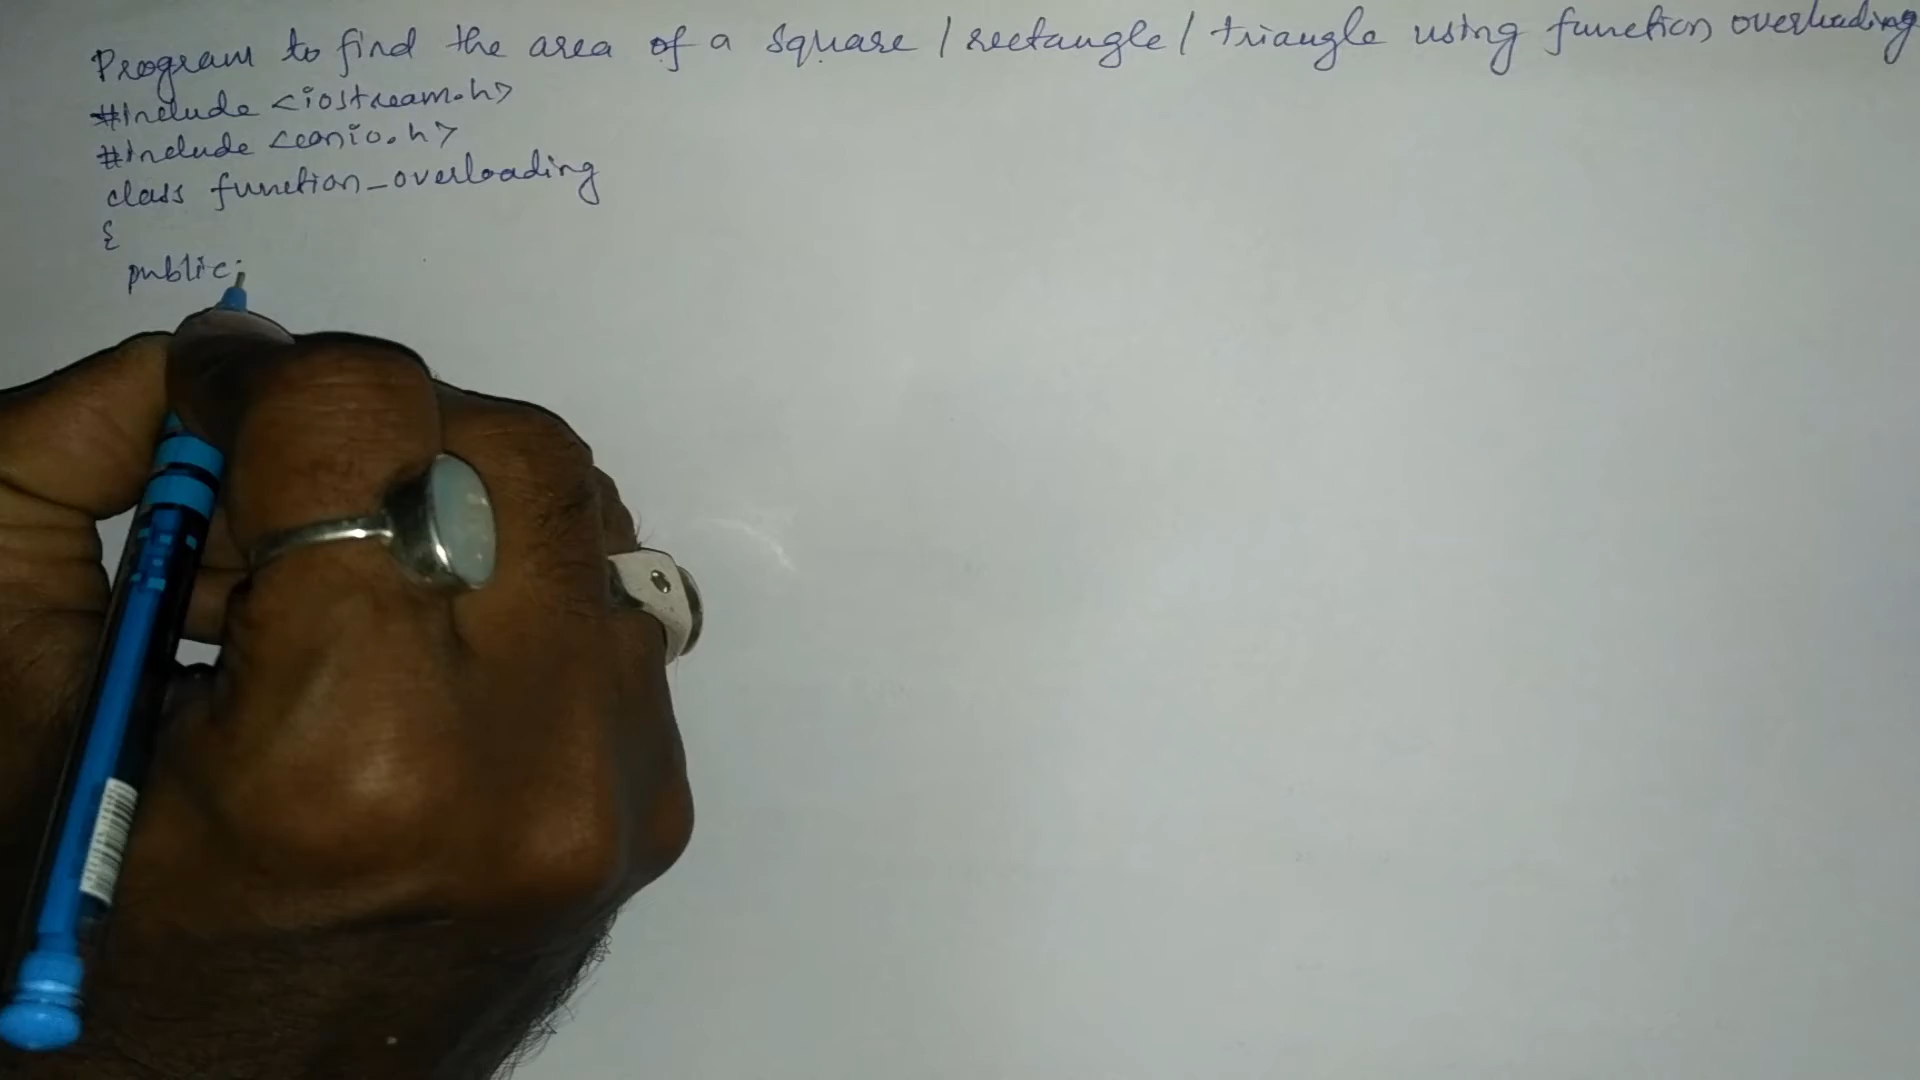 Program to find the area of a square / rectangle / triangle using function overloading
#include <iostream.h>
#include <conio.h>
class function_overloading
{
public: